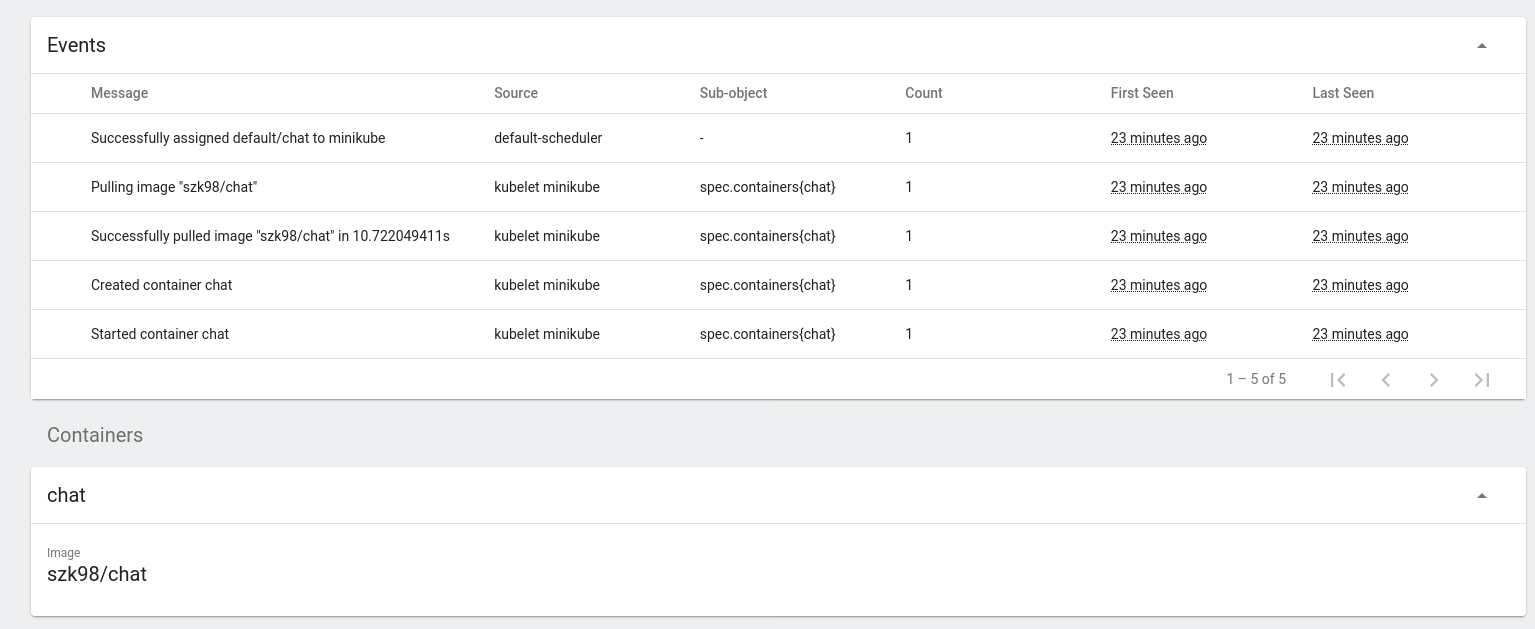 Events
Message Source Sub-object Count First Seen Last Seen
Successfully assigned default/chat to minikube default-scheduler - 1 23 minutes ago 23 minutes ago
Pulling image "szk98/chat" kubelet minikube spec.containers{chat} 1 23 minutes ago 23 minutes ago
Successfully pulled image "szk98/chat" in 10.722049411s kubelet minikube spec.containers{chat} 1 23 minutes ago 23 minutes ago
Created container chat kubelet minikube spec.containers{chat} 1 23 minutes ago 23 minutes ago
Started container chat kubelet minikube spec.containers{chat} 1 23 minutes ago 23 minutes ago
1 – 5 of 5
Containers
chat
Image
szk98/chat